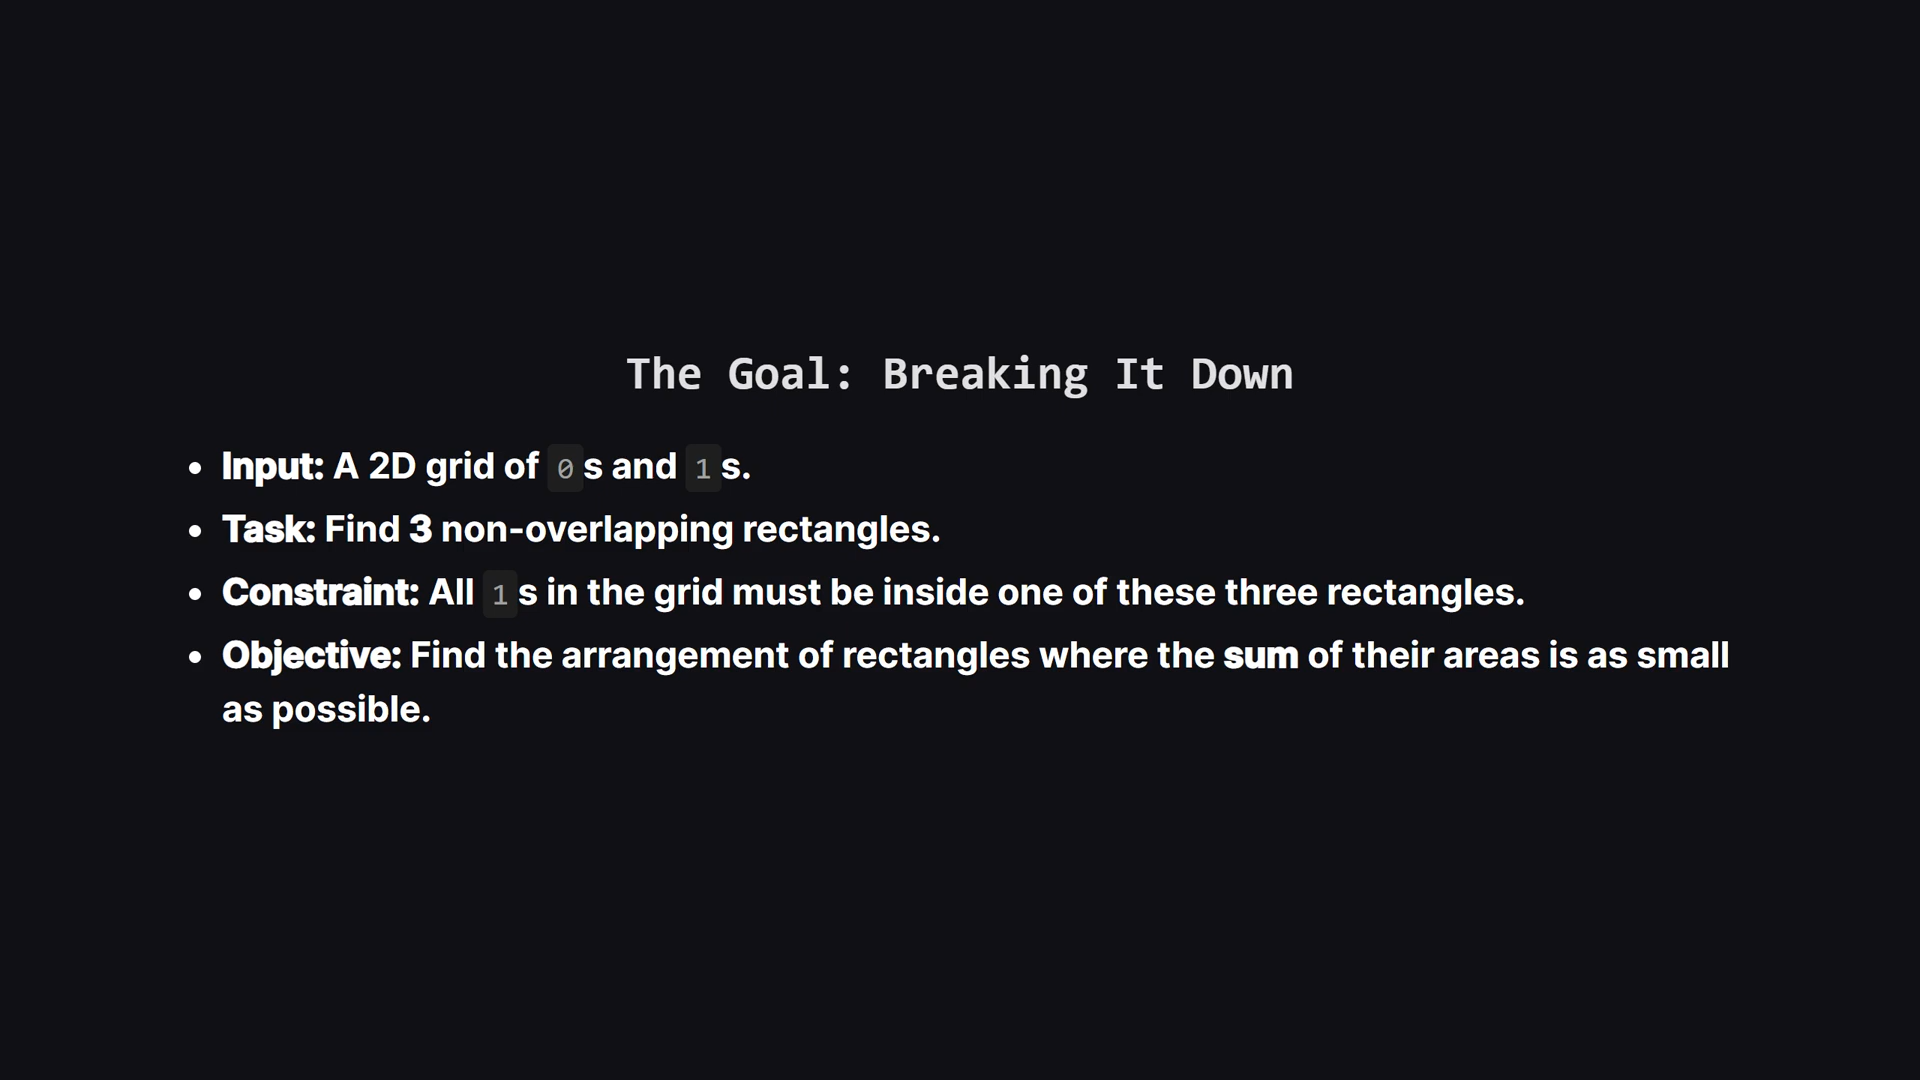 The Goal: Breaking It Down
• Input: A 2D grid of 0s and 1s.
• Task: Find 3 non-overlapping rectangles.
• Constraint: All 1s in the grid must be inside one of these three rectangles.
• Objective: Find the arrangement of rectangles where the sum of their areas is as small
as possible.